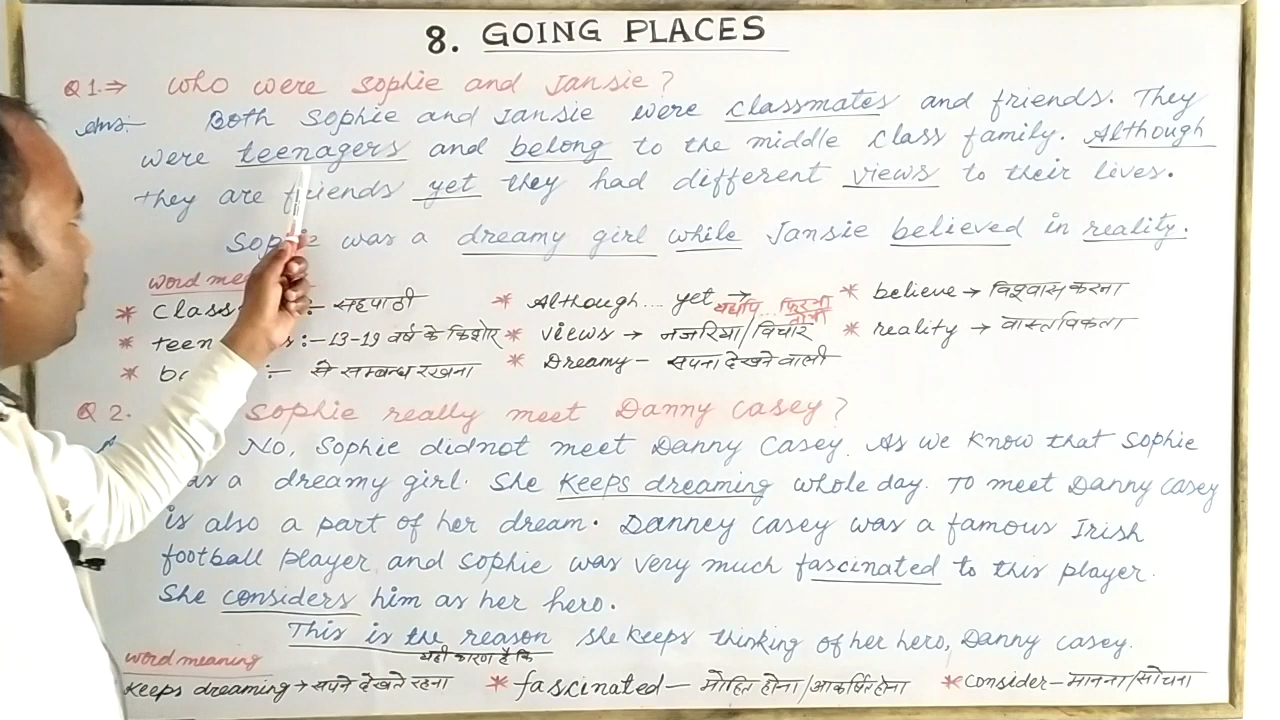 8. GOING PLACES
Q 1. ⇒ Who were Sophie and Jansie ?
Ans:- Both Sophie and Jansie were classmates and friends. They
were teenagers and belong to the middle class family. Although
they are friends yet they had different views to their lives.
Sophie was a dreamy girl while Jansie believed in reality.
word
* Class :- सहपाठी * Although... yet → यद्यपि... फिर भी * believe → विश्वास करना
तोभी
* teen :- 13-19 वर्ष के किशोर * views → नजरिया/विचार * reality → वास्तविकता
* :- से सम्बन्ध रखना * Dreamy - सपना देखने वाली
Q 2. Sophie really meet Danny Casey ?
No, Sophie didnot meet Danny Casey. As we know that Sophie
a dreamy girl. She keeps dreaming whole day. To meet Danny Casey
is also a part of her dream. Danney Casey was a famous Irish
football player and Sophie was very much fascinated to this player.
She considers him as her hero.
This is the reason she keeps thinking of her hero, Danny Casey.
यही कारण है कि
word meaning
Keeps dreaming → सपने देखते रहना * fascinated - मोहित होना/आकर्षित होना * consider - मानना/सोचना